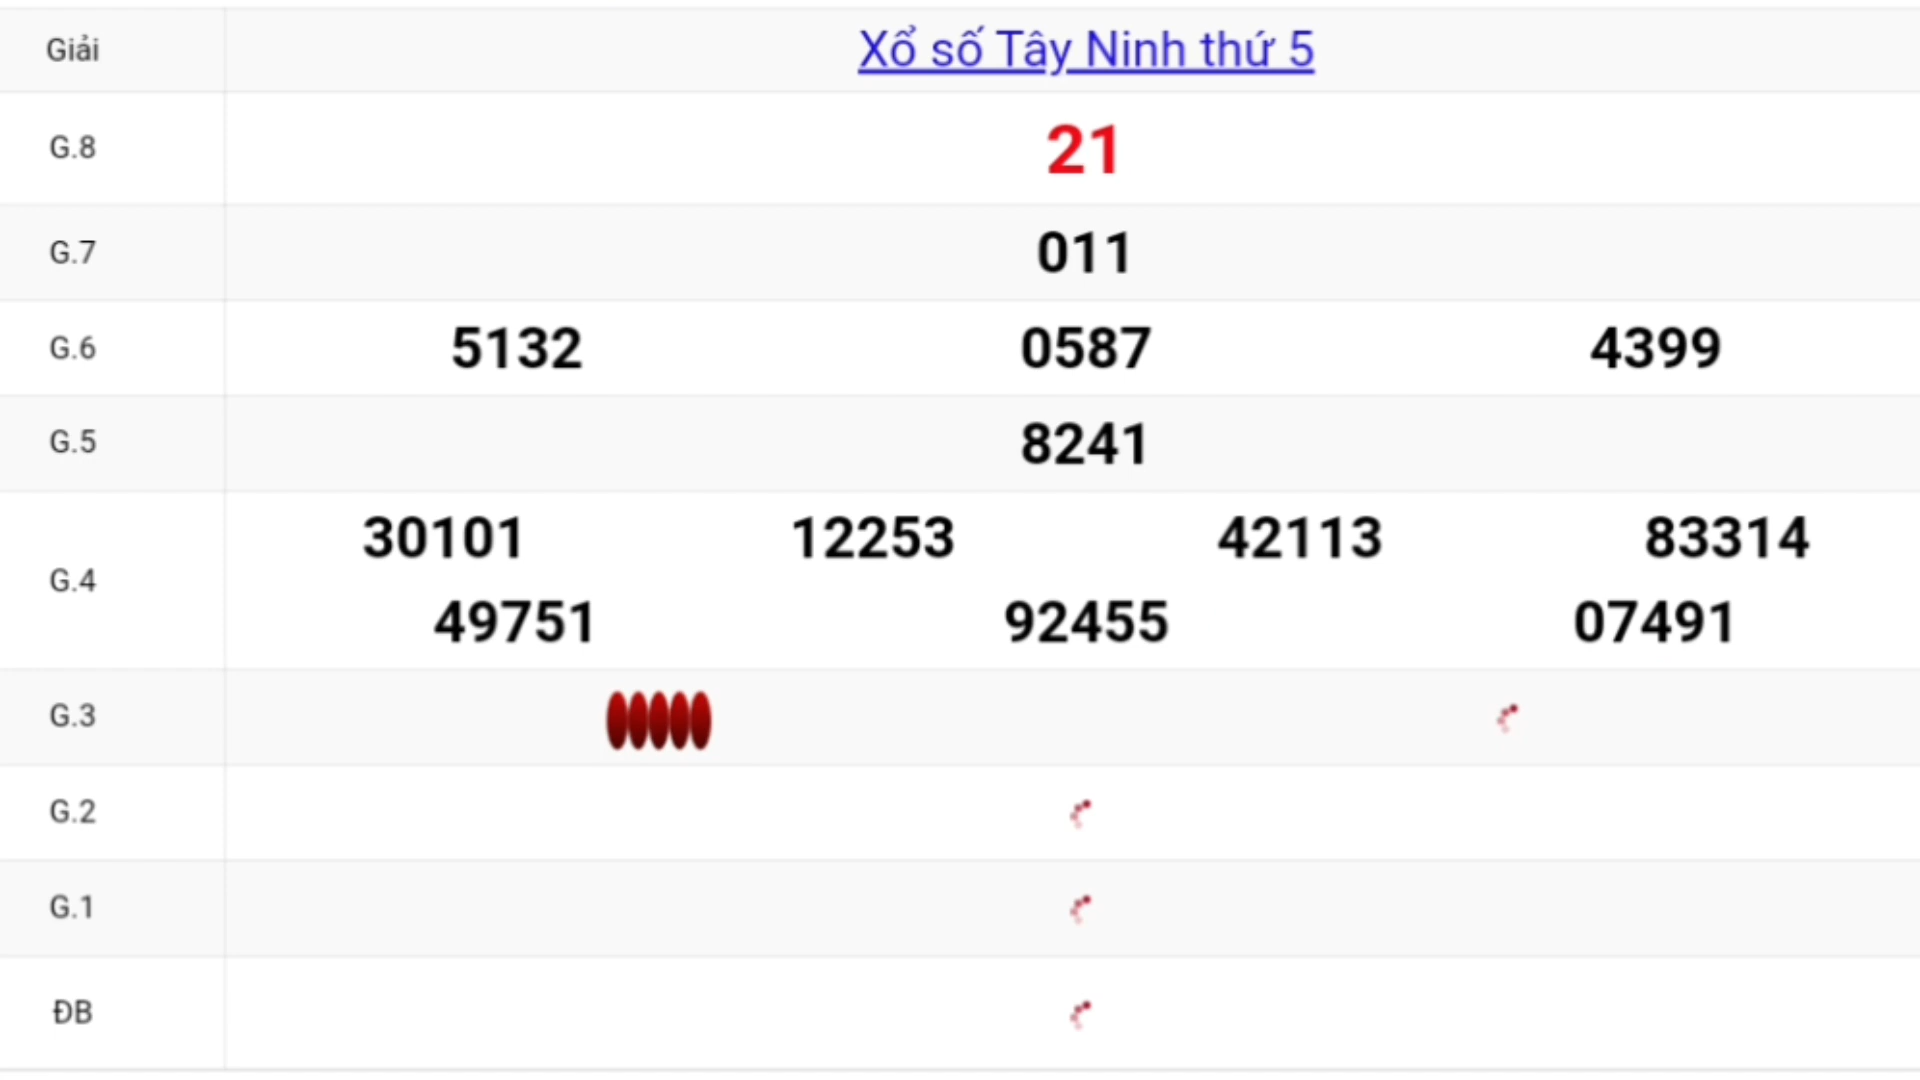 Giải Xổ số Tây Ninh thứ 5
G.8 21
G.7 011
G.6 5132 0587 4399
G.5 8241
G.4 30101 12253 42113 83314
49751 92455 07491
G.3
G.2
G.1
ĐB